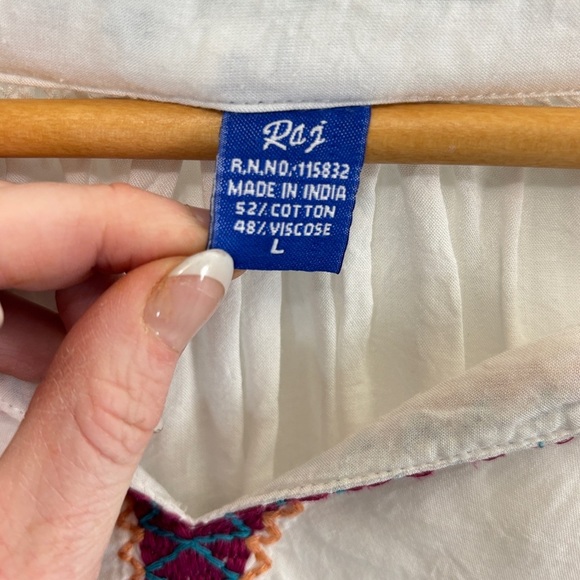 Raj
R.N.NO.:115832
MADE IN INDIA
52% COTTON
48% VISCOSE
L